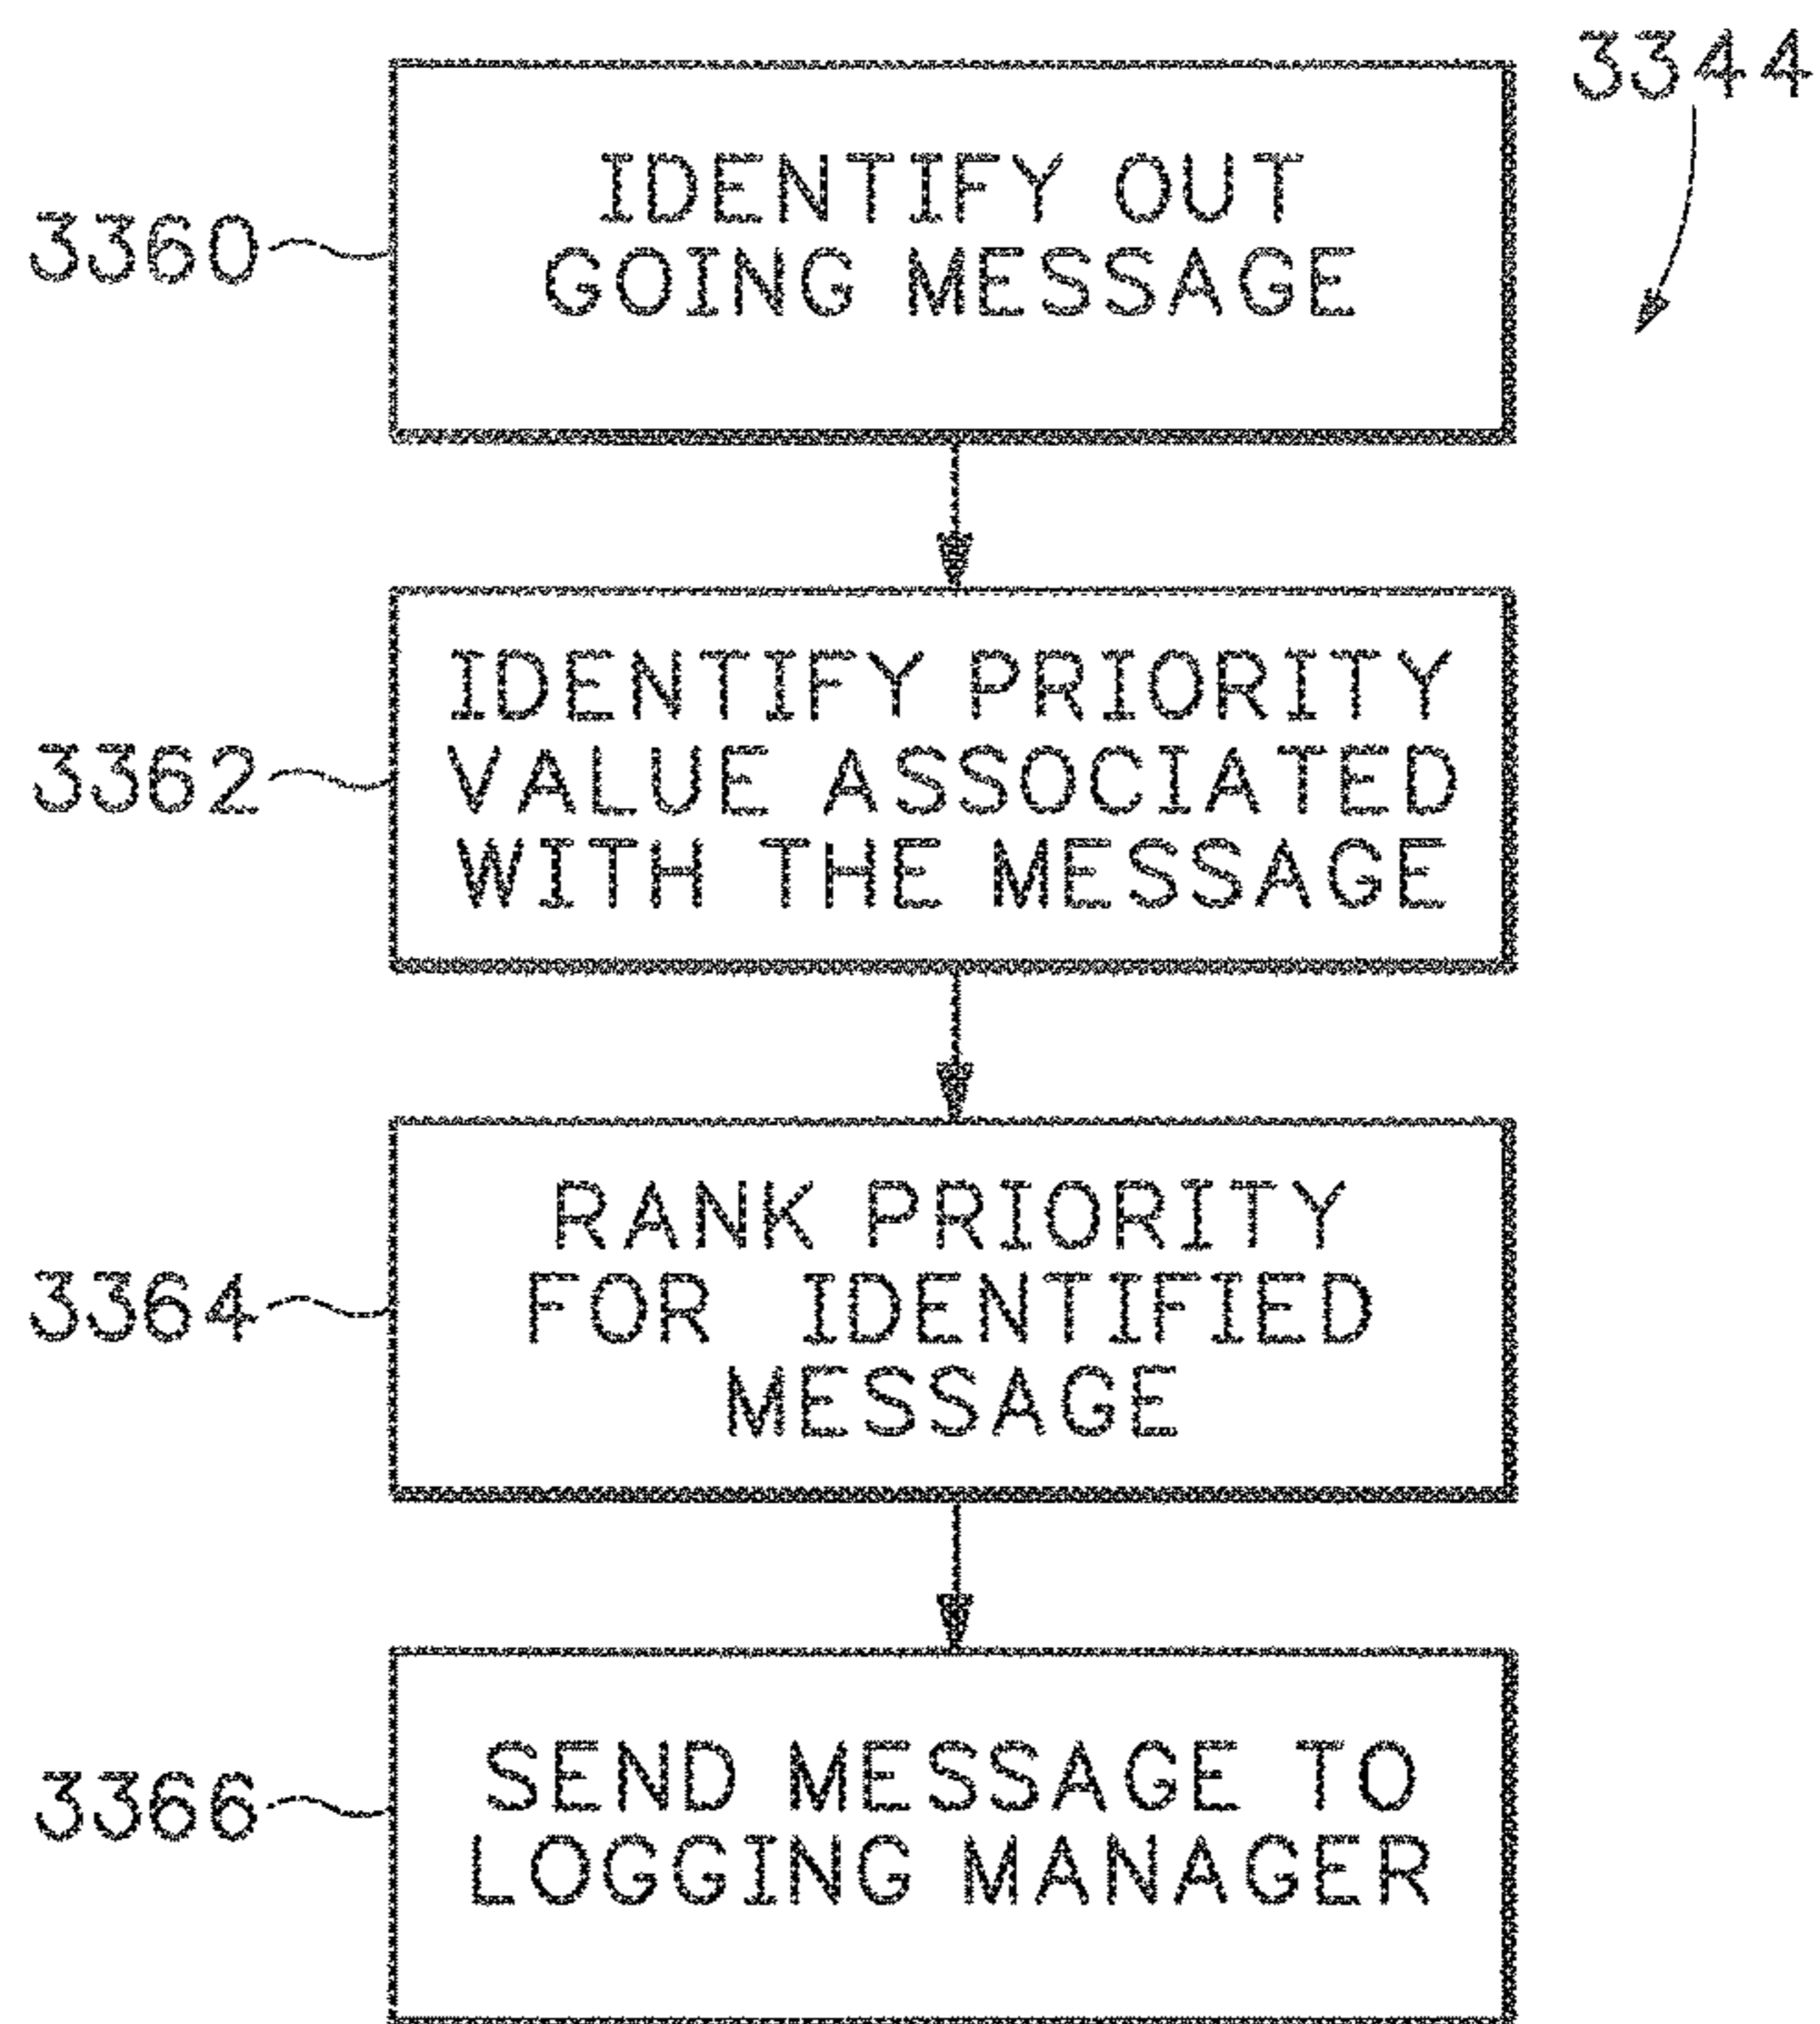 3344
3360
IDENTIFY OUT
GOING MESSAGE
3362
IDENTIFY PRIORITY
VALUE ASSOCIATED
WITH THE MESSAGE
3364
RANK PRIORITY
FOR IDENTIFIED
MESSAGE
3366
SEND MESSAGE TO
LOGGING MANAGER